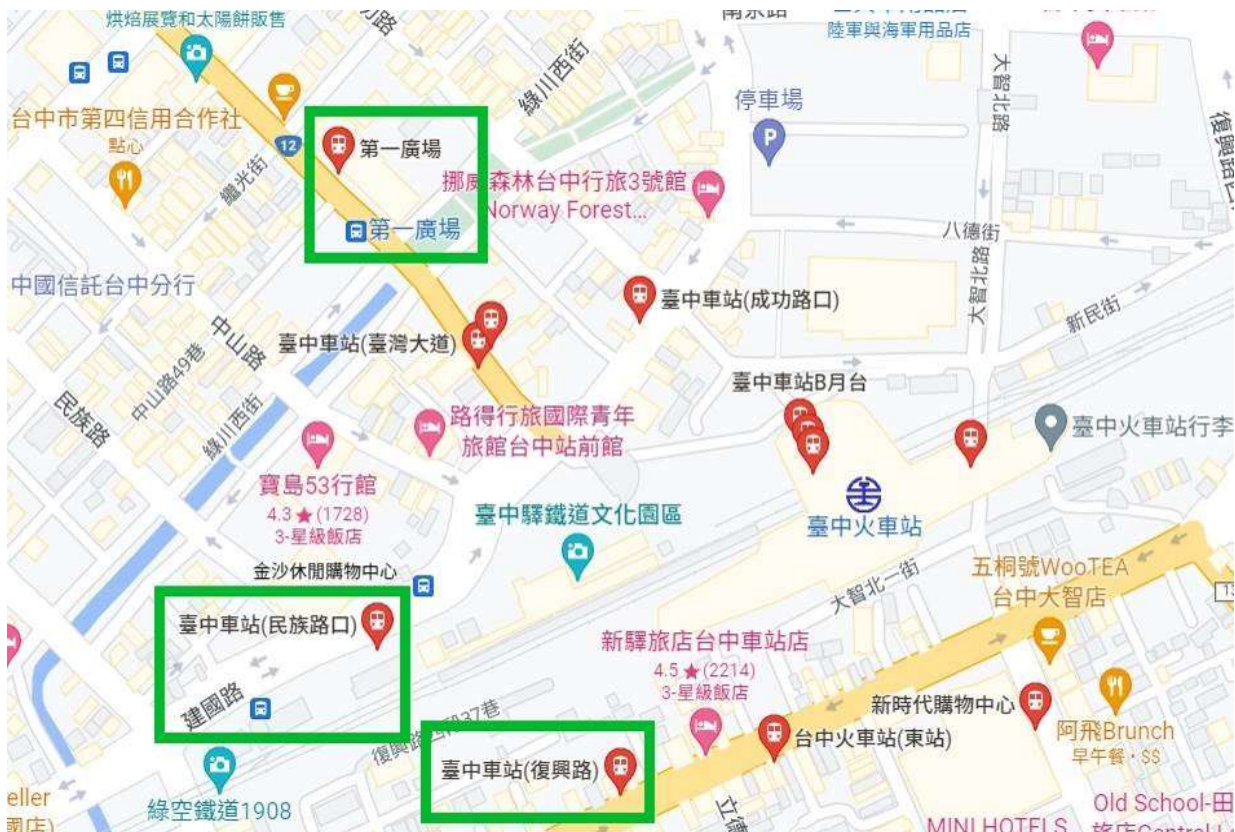 烘焙展覽和太陽餅販售
陸軍與海軍用品店
台中市第四信用合作社
點心
12
繼光街
綠川西街
第一廣場
第一廣場
停車場
P
大智北路
挪威森林台中行旅3號館
Norway Forest...
八德街
中國信託台中分行
臺中車站(成功路口)
大智北路
新民街
中山路
中山路49巷
臺中車站(臺灣大道)
臺中車站B月台
民族路
綠川西街
路得行旅國際青年
旅館台中站前館
臺中火車站行李
寶島53行館
4.3 ★ (1728)
3-星級飯店
臺中驛鐵道文化園區
臺中火車站
金沙休閒購物中心
大智北一街
五桐號WooTEA
台中大智店
臺中車站(民族路口)
新驛旅店台中車站店
4.5 ★ (2214)
3-星級飯店
建國路
新時代購物中心
復興路四段37巷
台中火車站(東站)
阿飛Brunch
早午餐・$$
臺中車站(復興路)
綠空鐵道1908
eller
Old School-田
MINI HOTELS